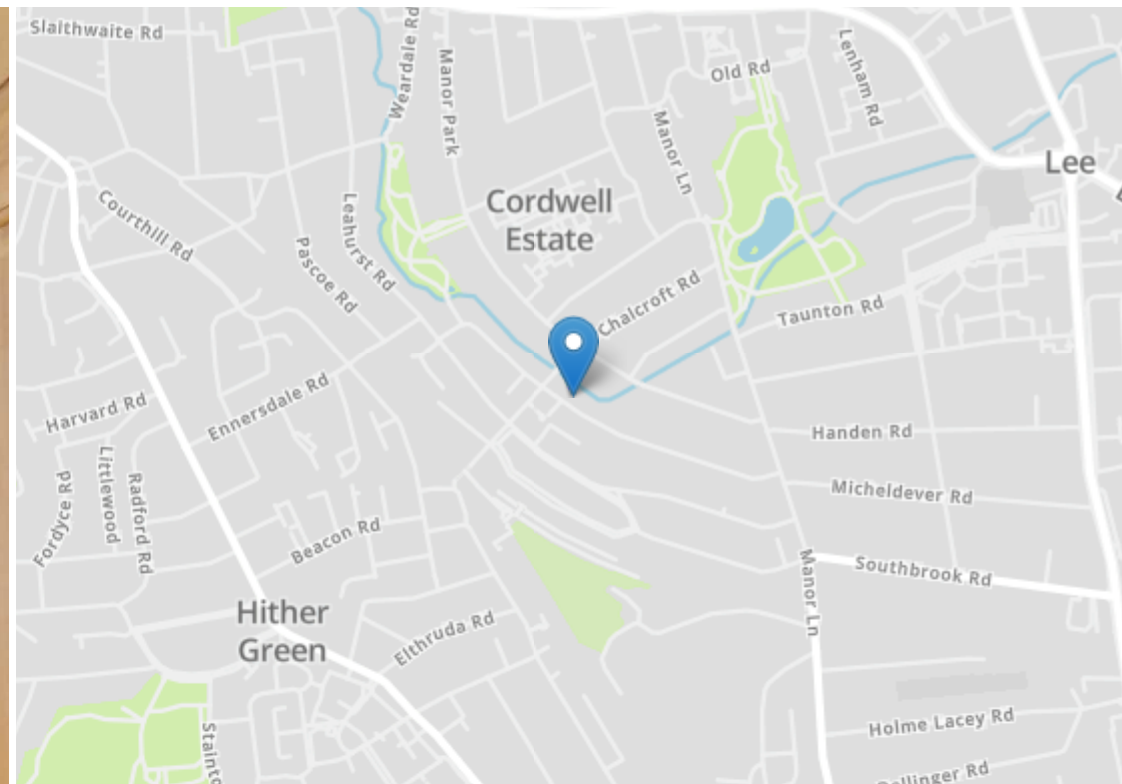 Slaithwaite Rd
Weardale Rd
Manor Park
Old Rd
Lenham Rd
Manor Ln
Lee
Courthill Rd
Leahurst Rd
Pascoe Rd
Cordwell
Estate
Chalcroft Rd
Taunton Rd
Harvard Rd
Ennersdale Rd
Handen Rd
Fordyce Rd
Littlewood
Radford Rd
Micheldever Rd
Beacon Rd
Manor Ln
Southbrook Rd
Hither
Green
Elthruda Rd
Holme Lacey Rd